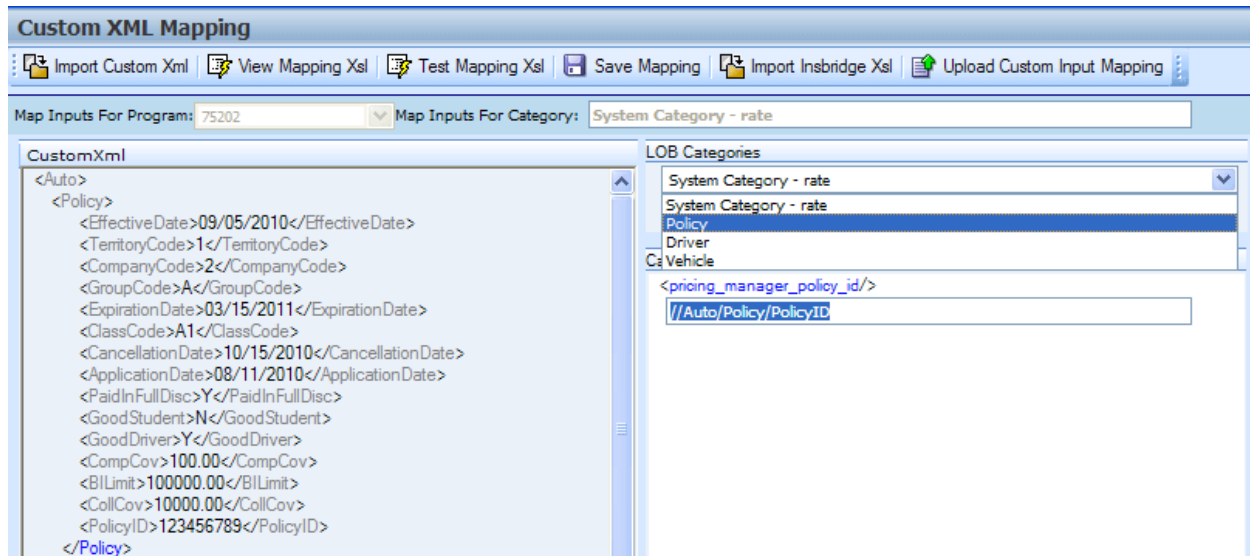 Custom XML Mapping
Import Custom Xml View Mapping Xsl Test Mapping Xsl Save Mapping Import Insbridge Xsl Upload Custom Input Mapping
Map Inputs For Program: 75202 Map Inputs For Category: System Category - rate
CustomXml
<Auto>
<Policy>
<EffectiveDate>09/05/2010</EffectiveDate>
<TerritoryCode>1</TerritoryCode>
<CompanyCode>2</CompanyCode>
<GroupCode>A</GroupCode>
<ExpirationDate>03/15/2011</ExpirationDate>
<ClassCode>A1</ClassCode>
<CancellationDate>10/15/2010</CancellationDate>
<ApplicationDate>08/11/2010</ApplicationDate>
<PaidInFullDisc>Y</PaidInFullDisc>
<GoodStudent>N</GoodStudent>
<GoodDriver>Y</GoodDriver>
<CompCov>100.00</CompCov>
<BILimit>100000.00</BILimit>
<CollCov>10000.00</CollCov>
<PolicyID>123456789</PolicyID>
</Policy>
LOB Categories
System Category - rate
System Category - rate
Policy
Driver
Vehicle
Ca
<pricing_manager_policy_id/>
//Auto/Policy/PolicyID